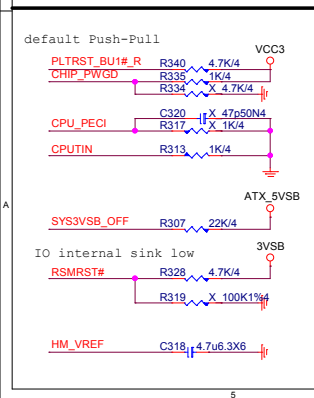 default Push-Pull
VCC3
PLTRST_BU1#_R R340 4.7K/4
CHIP_PWGD R335 1K/4
R334 X_4.7K/4
C320 X_47p50N4
CPU_PECI R317 X_1K/4
CPUTIN R313 1K/4
A
ATX_5VSB
SYS3VSB_OFF R307 22K/4
IO internal sink low
3VSB
RSMRST# R328 4.7K/4
R319 X_100K1%4
HM_VREF C318 4.7u6.3X6
5